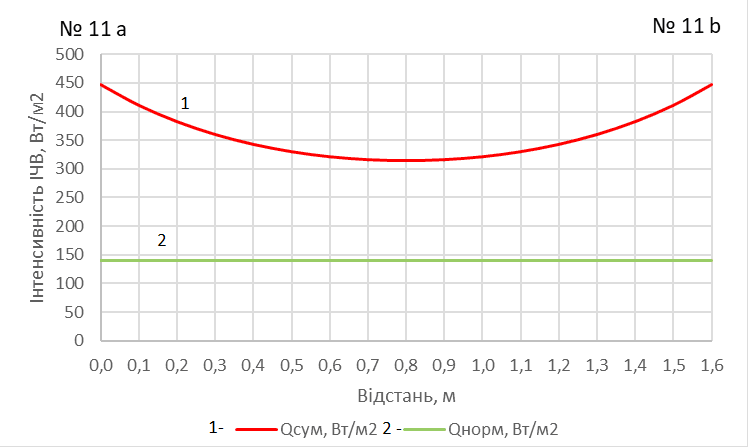 № 11 a
№ 11 b
500
450
400
350
300
250
200
150
100
50
0
1
2
Інтенсивність ІЧВ, Вт/м2
0,0 0,1 0,2 0,3 0,4 0,5 0,6 0,7 0,8 0,9 1,0 1,1 1,2 1,3 1,4 1,5 1,6
Відстань, м
1- Qсум, Вт/м2 2 - Qнорм, Вт/м2